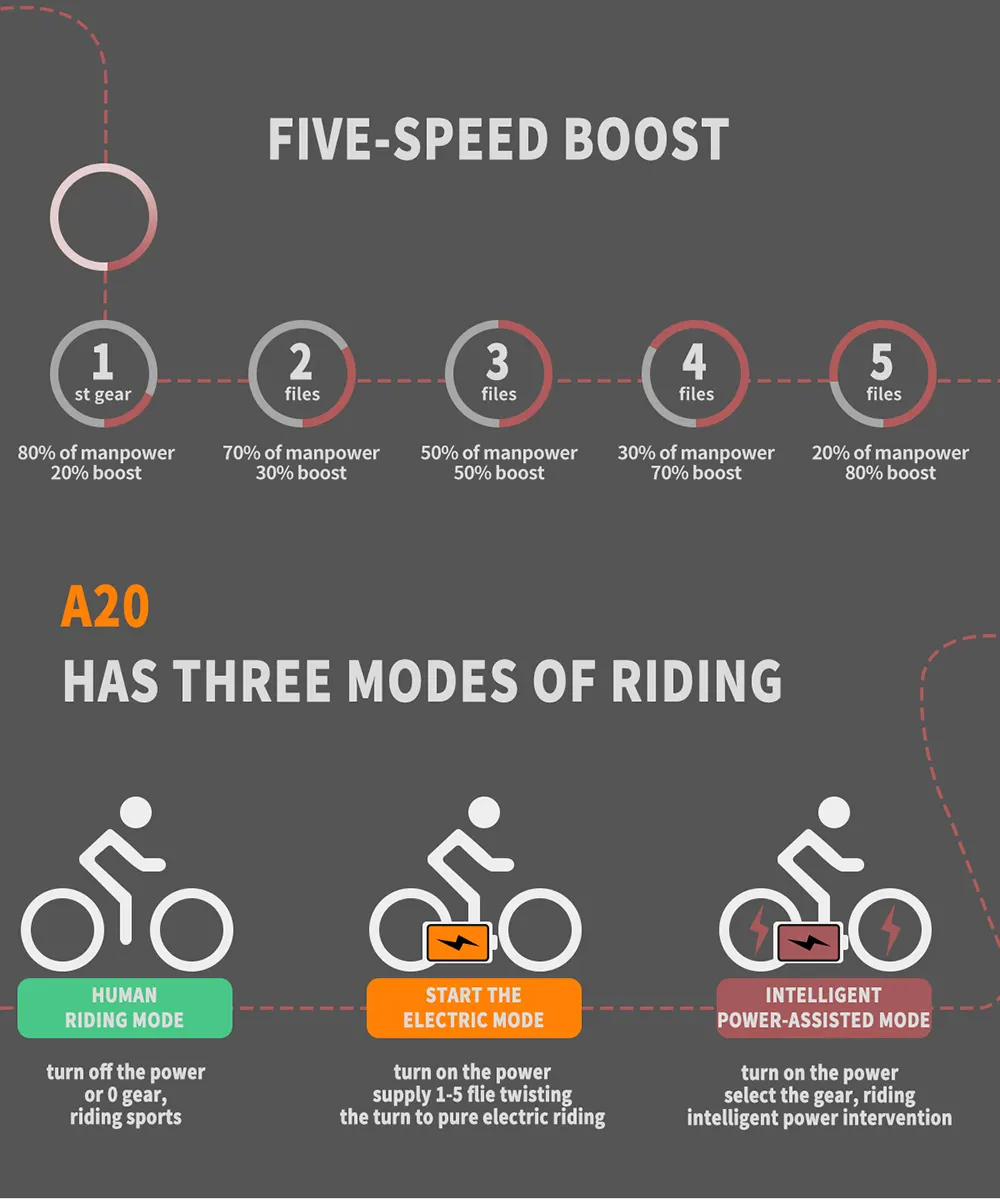 FIVE-SPEED BOOST
1
st gear
2
files
3
files
4
files
5
files
80% of manpower
20% boost
70% of manpower
30% boost
50% of manpower
50% boost
30% of manpower
70% boost
20% of manpower
80% boost
A20
HAS THREE MODES OF RIDING
HUMAN
RIDING MODE
turn off the power
or 0 gear,
riding sports
START THE
ELECTRIC MODE
turn on the power
supply 1-5 flie twisting
the turn to pure electric riding
INTELLIGENT
POWER-ASSISTED MODE
turn on the power
select the gear, riding
intelligent power intervention